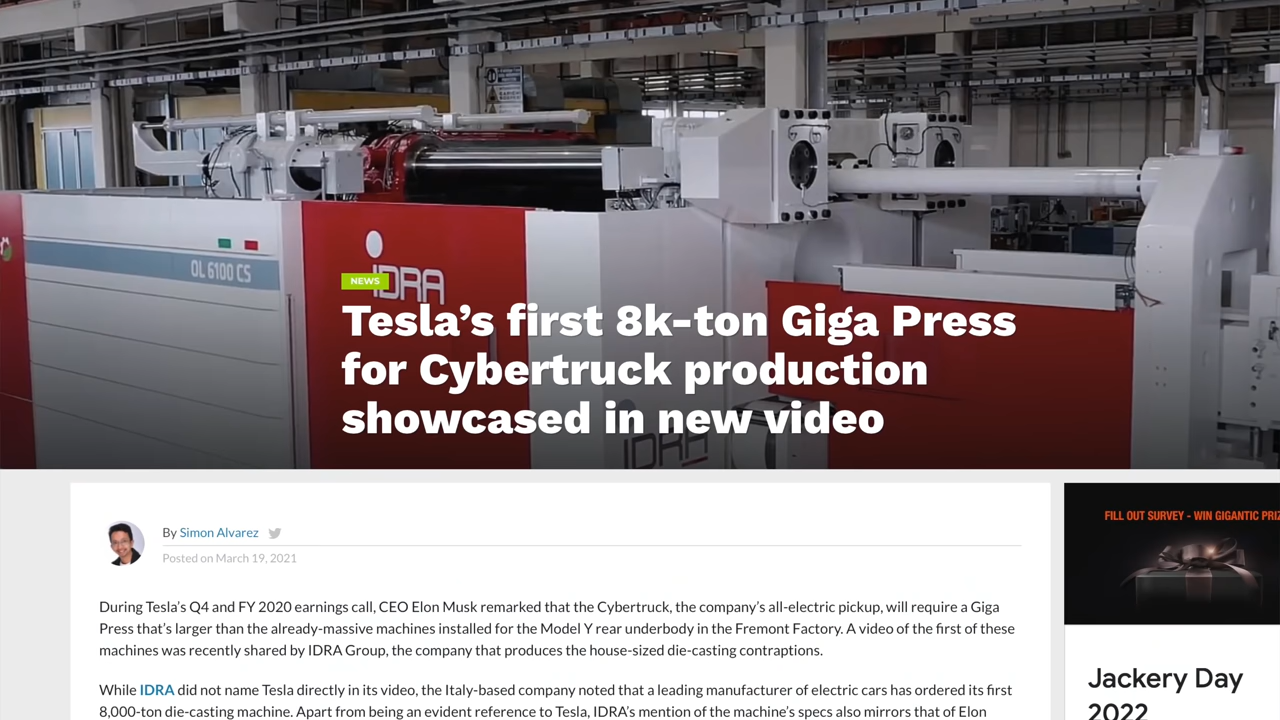 OL 6100 CS
IDRA
NEWS
Tesla's first 8k-ton Giga Press
for Cybertruck production
showcased in new video
IDRA
By Simon Alvarez
Posted on March 19, 2021
During Tesla's Q4 and FY 2020 earnings call, CEO Elon Musk remarked that the Cybertruck, the company's all-electric pickup, will require a Giga
Press that's larger than the already-massive machines installed for the Model Y rear underbody in the Fremont Factory. A video of the first of these
machines was recently shared by IDRA Group, the company that produces the house-sized die-casting contraptions.
While IDRA did not name Tesla directly in its video, the Italy-based company noted that a leading manufacturer of electric cars has ordered its first
8,000-ton die-casting machine. Apart from being an evident reference to Tesla, IDRA's mention of the machine's specs also mirrors that of Elon
FILL OUT SURVEY - WIN GIGANTIC PRIZ
Jackery Day
2022